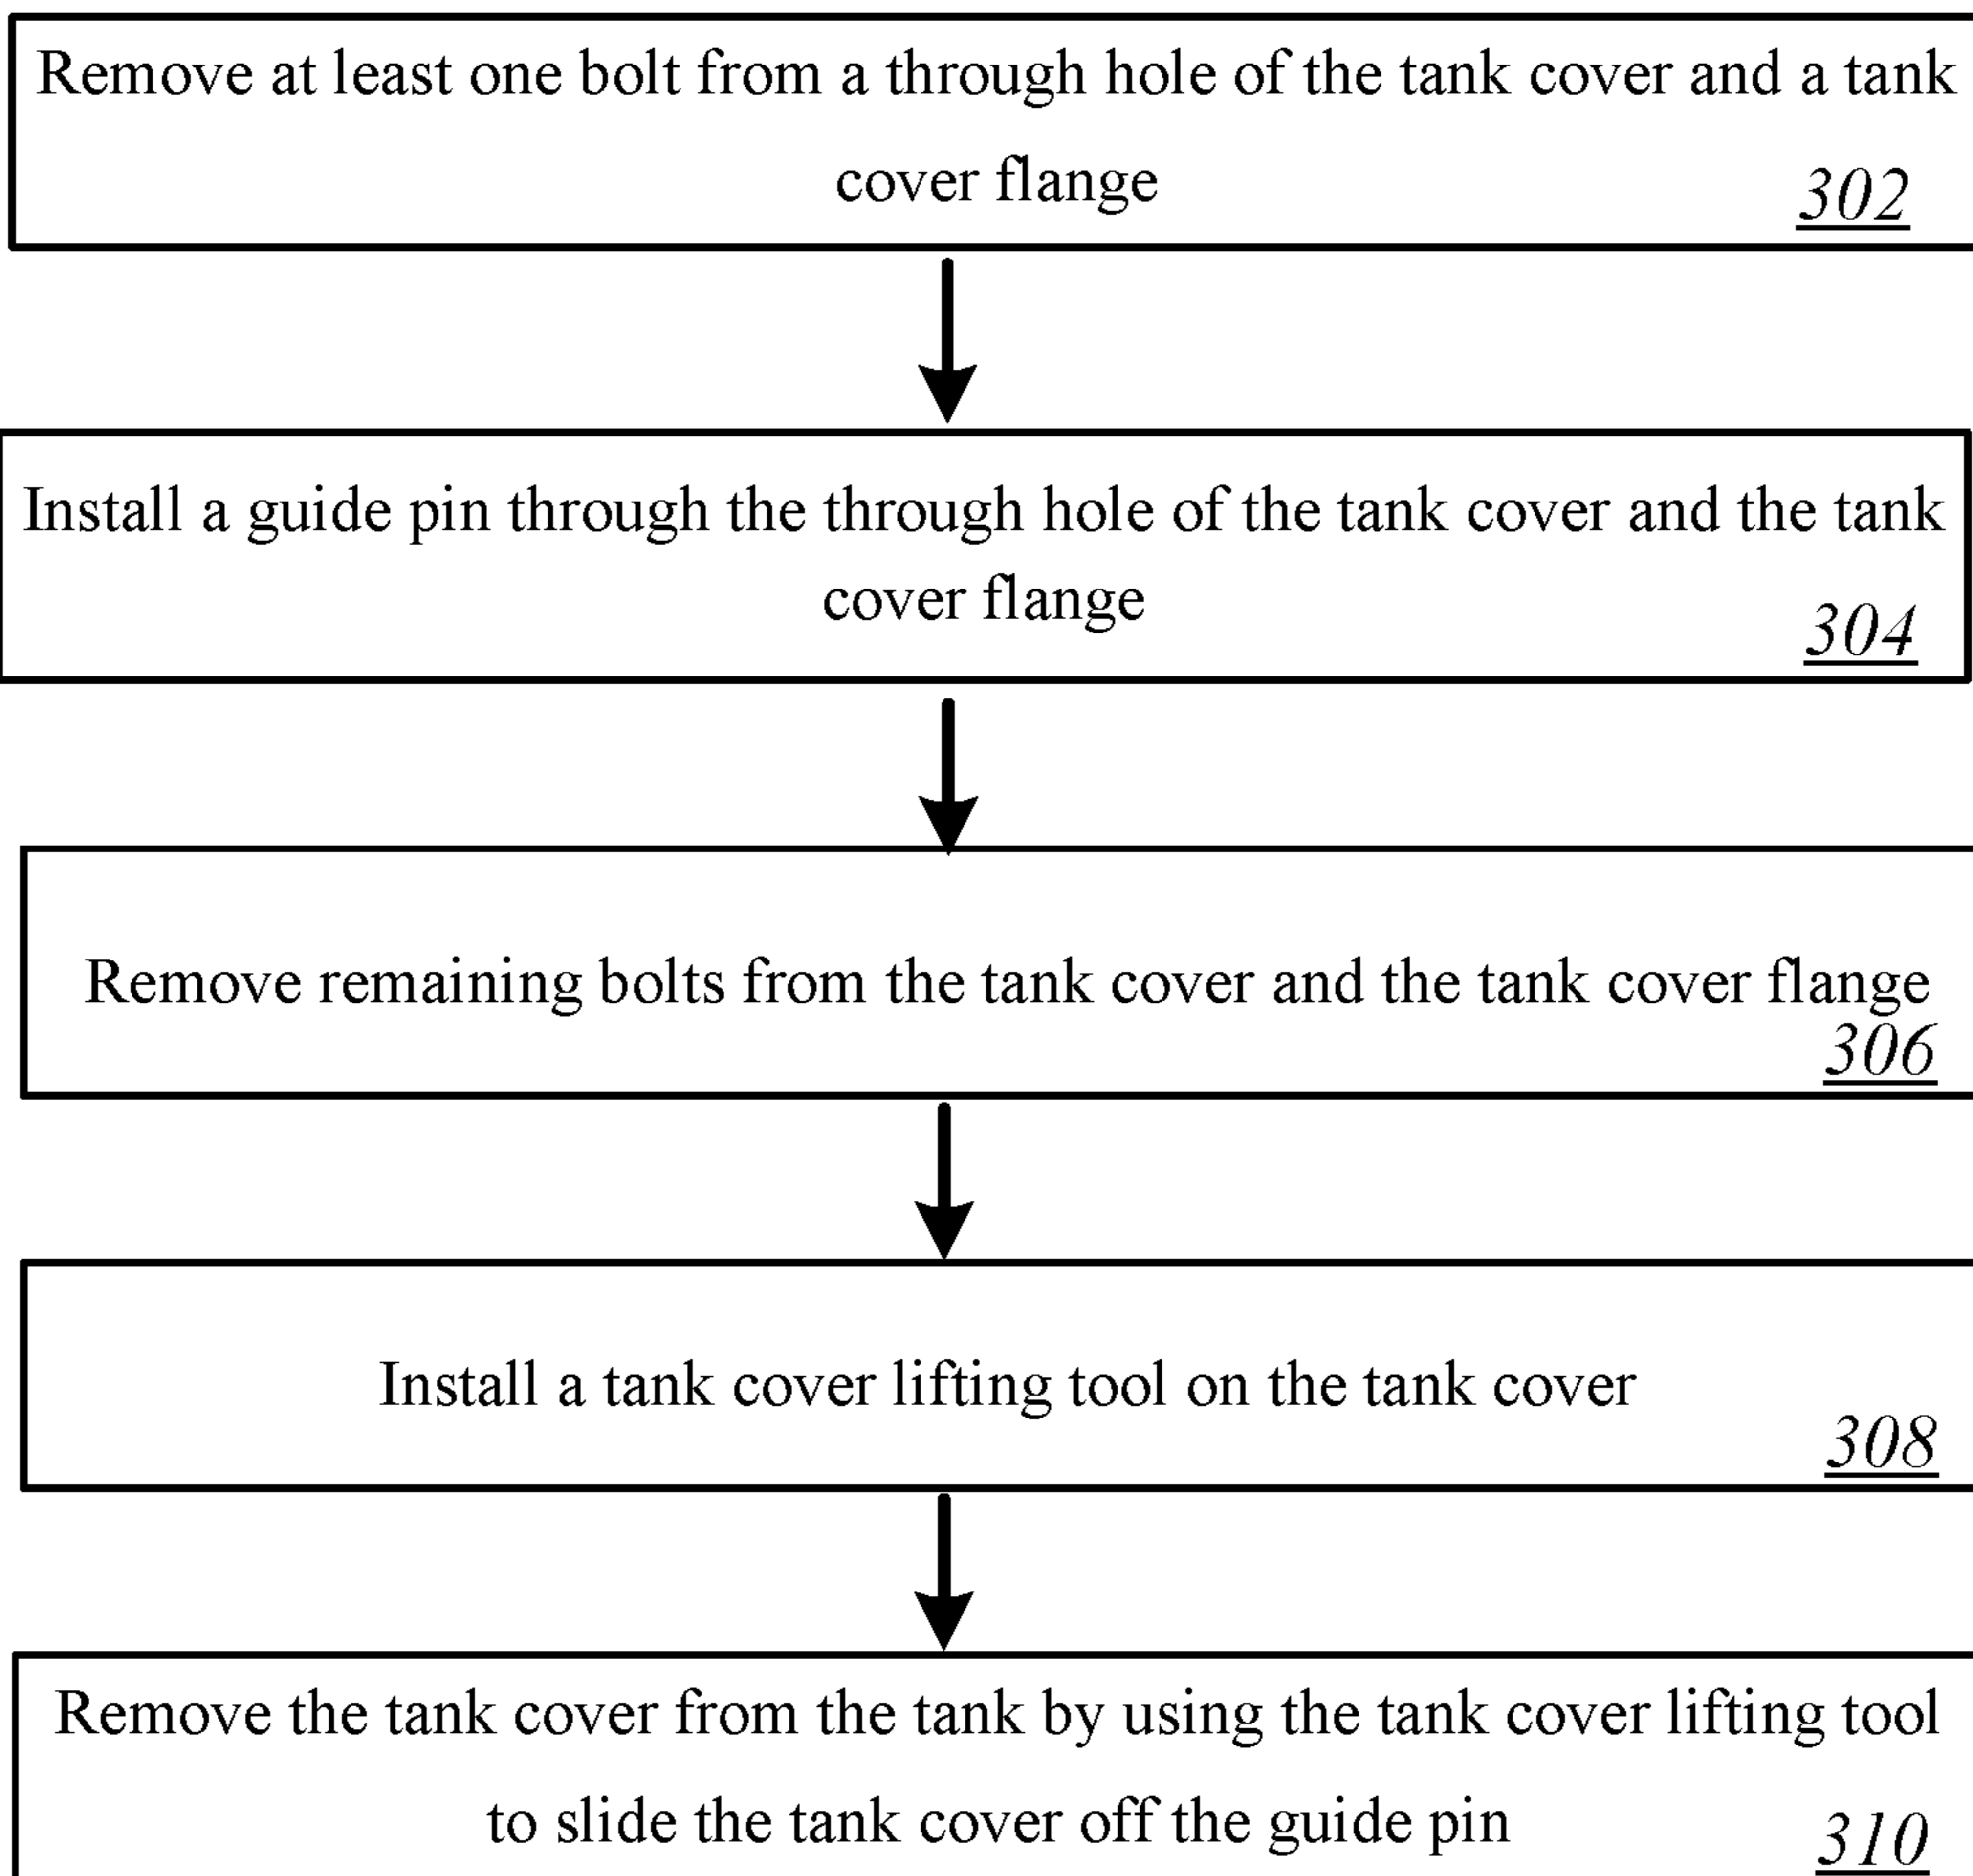 Remove at least one bolt from a through hole of the tank cover and a tank
cover flange
302
Install a guide pin through the through hole of the tank cover and the tank
cover flange
304
Remove remaining bolts from the tank cover and the tank cover flange
306
Install a tank cover lifting tool on the tank cover
308
Remove the tank cover from the tank by using the tank cover lifting tool
to slide the tank cover off the guide pin
310